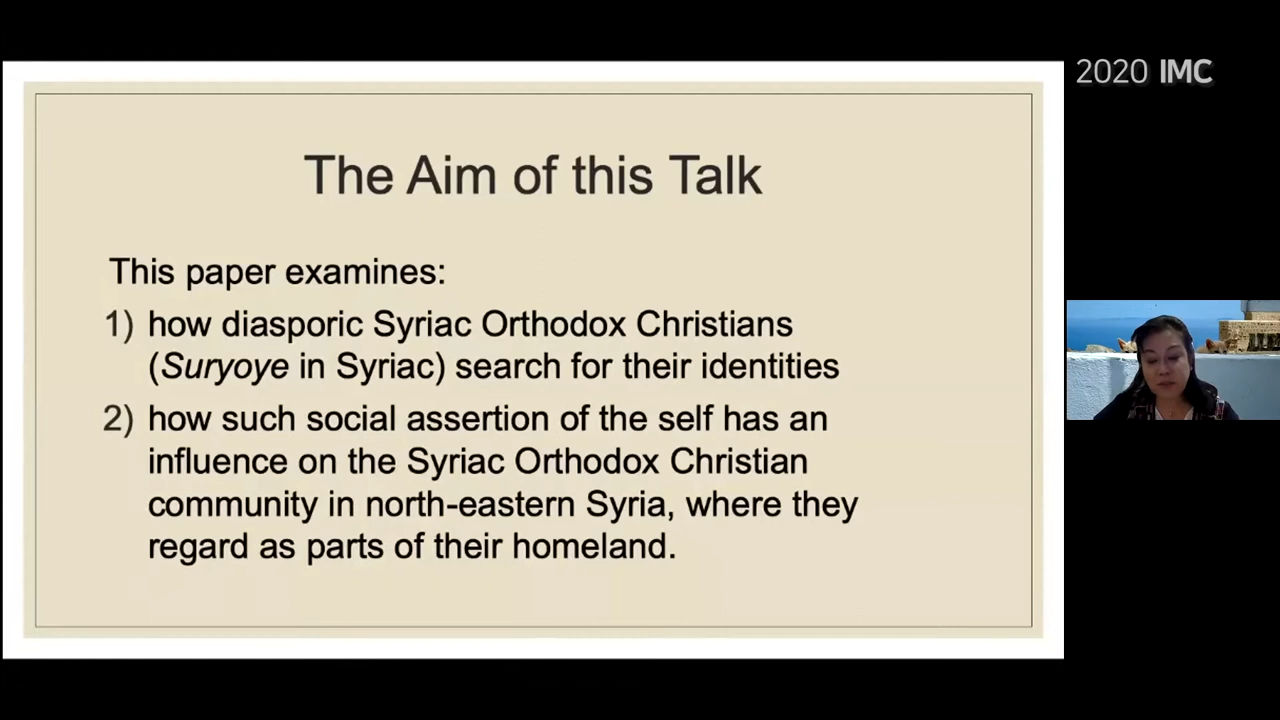 2020 IMC
The Aim of this Talk
This paper examines:
1) how diasporic Syriac Orthodox Christians
(Suryoye in Syriac) search for their identities
2) how such social assertion of the self has an
influence on the Syriac Orthodox Christian
community in north-eastern Syria, where they
regard as parts of their homeland.